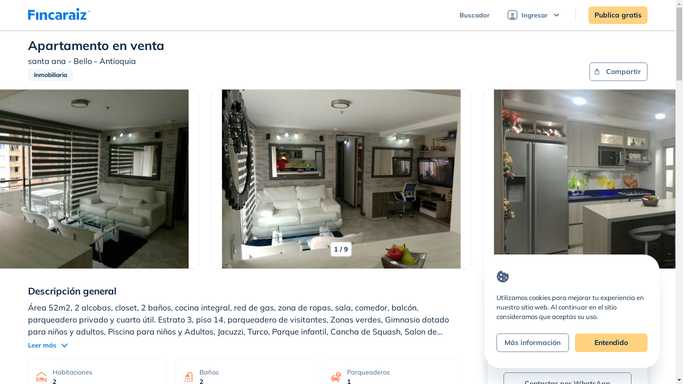 Fincaraiz
Buscador
Ingresar
Publica gratis
Apartamento en venta
santa ana - Bello - Antioquia
Inmobiliaria
Compartir
1 / 9
Descripción general
Área 52m2, 2 alcobas, closet, 2 baños, cocina integral, red de gas, zona de ropas, sala, comedor, balcón.
parqueadero privado y cuarto útil. Estrato 3, piso 14, parqueadero de visitantes, Zonas verdes, Gimnasio dotado
para niños y adultos, Piscina para niños y Adultos, Jacuzzi, Turco, Parque infantil, Cancha de Squash, Salon de...
Leer más
Habitaciones
2
Baños
2
Parqueaderos
1
Utilizamos cookies para mejorar tu experiencia en
nuestro sitio web. Al continuar en el sitio
consideramos que aceptas su uso.
Más información
Entendido
Contactar por WhatsApp